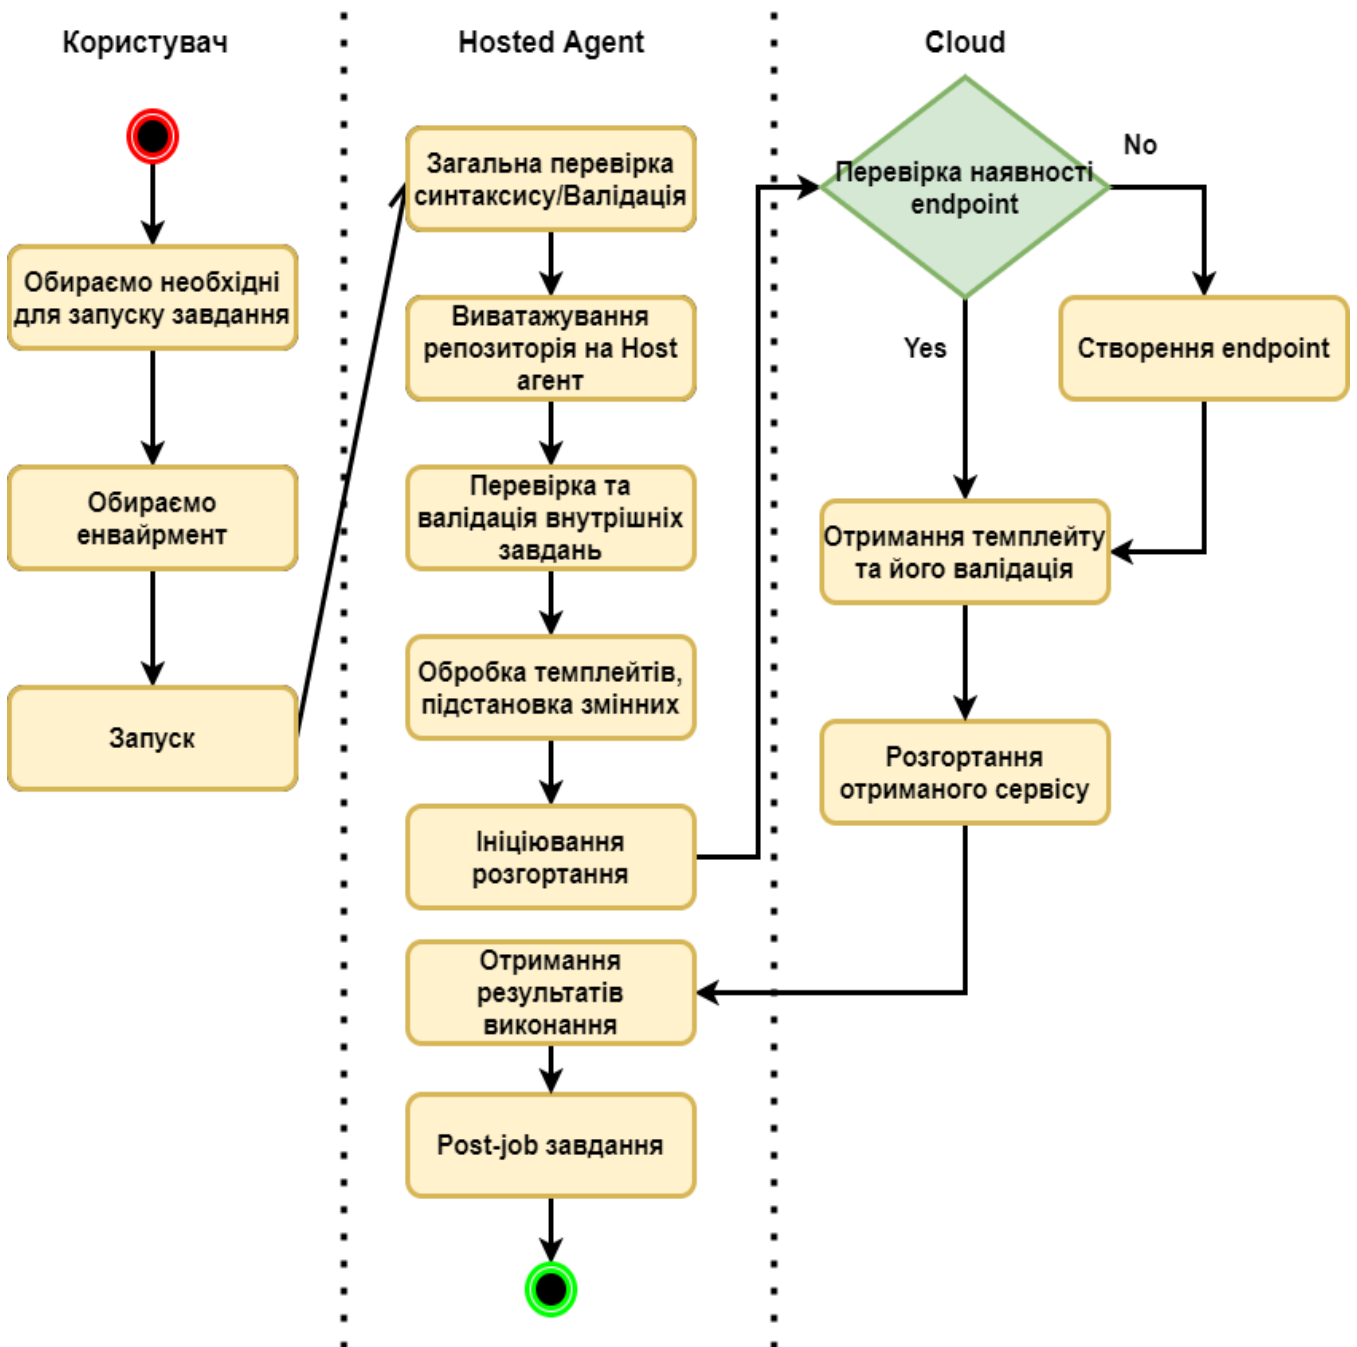 Користувач
Hosted Agent
Cloud
Обираємо необхідні
для запуску завдання
Обираємо
енвайрмент
Запуск
Загальна перевірка
синтаксису/Валідація
Виватажування
репозиторія на Host
агент
Перевірка та
валідація внутрішніх
завдань
Обробка темплейтів,
підстановка змінних
Ініціювання
розгортання
Отримання
результатів
виконання
Post-job завдання
Перевірка наявності
endpoint
No
Yes
Створення endpoint
Отримання темплейту
та його валідація
Розгортання
отриманого сервісу